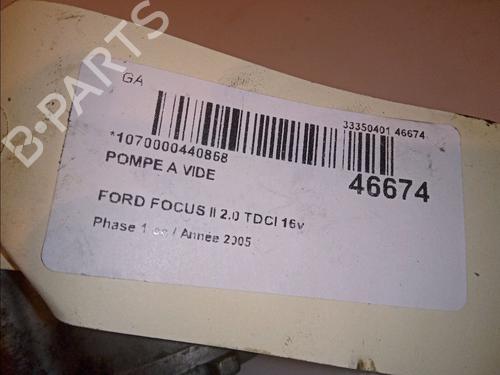 B-PARTS
GA
33350401 46674
*1070000440868
POMPE A VIDE
46674
FORD FOCUS II 2.0 TDCI 16v
Phase 1 / Année 2005